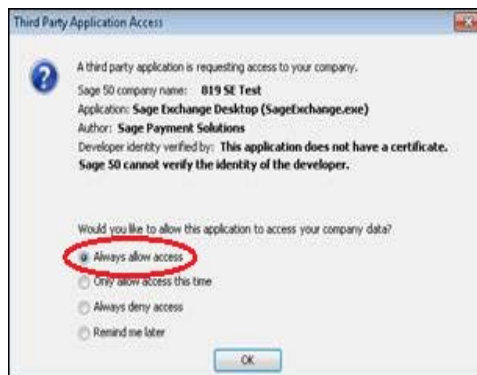 Third Party Application Access
A third party application is requesting access to your company.
Sage 50 company name: 819 SE Test
Application: Sage Exchange Desktop (SageExchange.exe)
Author: Sage Payment Solutions
Developer identity verified by: This application does not have a certificate.
Sage 50 cannot verify the identity of the developer.
Would you like to allow this application to access your company data?
Always allow access
Only allow access this time
Always deny access
Remind me later
OK